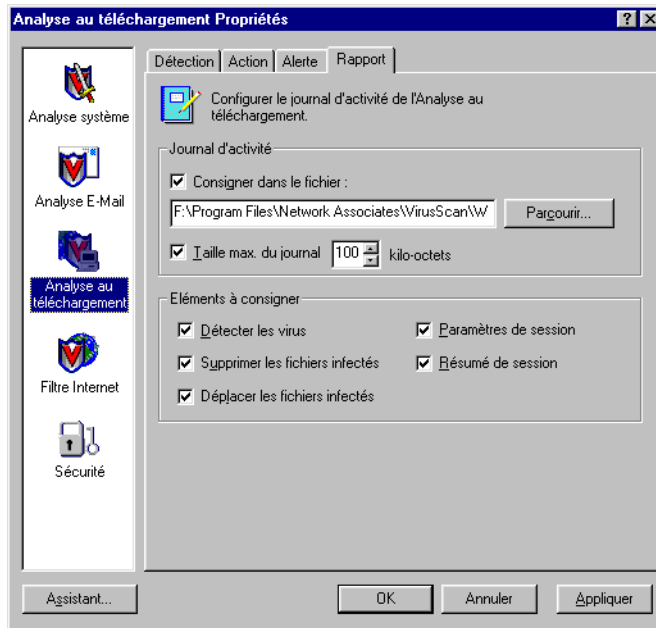 Analyse au téléchargement Propriétés
Analyse système
Analyse E-Mail
Analyse au
téléchargement
Filtre Internet
Sécurité
Détection
Action
Alerte
Rapport
Configurer le journal d'activité de l'Analyse au
téléchargement.
Journal d'activité
Consigner dans le fichier :
F:\Program Files\Network Associates\VirusScan\W
Parcourir...
Taille max. du journal 100 kilo-octets
Eléments à consigner
Détecter les virus
Paramètres de session
Supprimer les fichiers infectés
Résumé de session
Déplacer les fichiers infectés
Assistant...
OK
Annuler
Appliquer